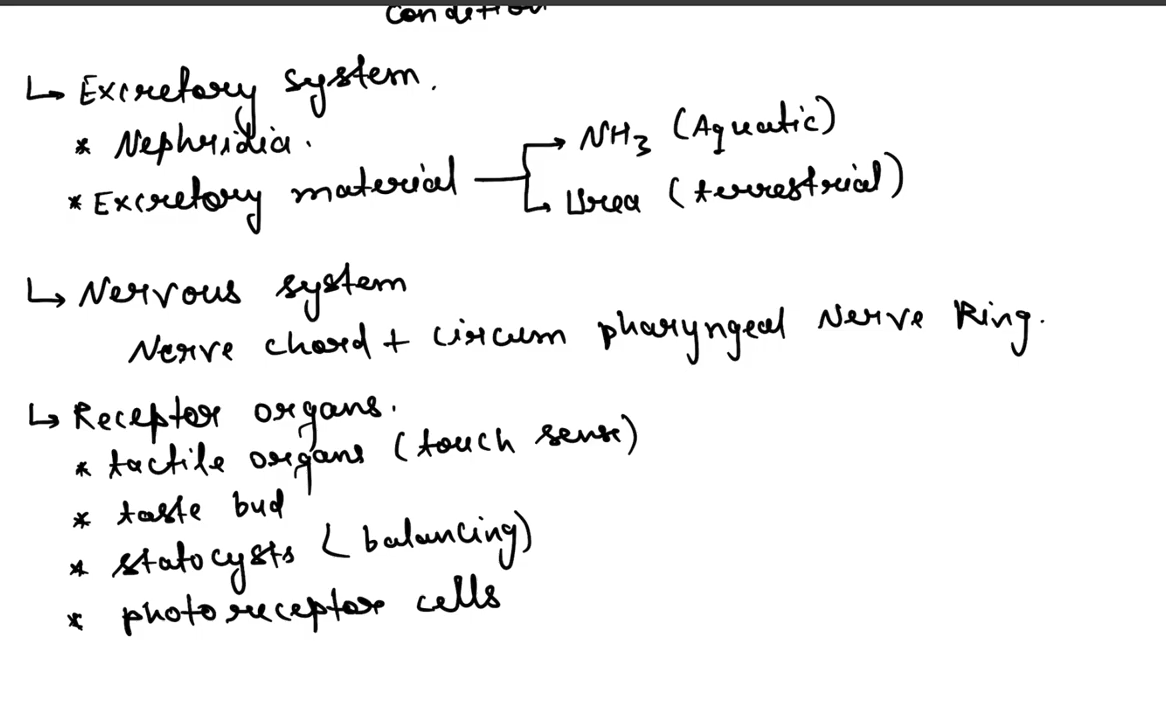 condition
↳ Excretory system.
* Nephridia.
* Excretory material → NH3 (Aquatic)
↳ Urea (terrestrial)
↳ Nervous system
Nerve chord + circum pharyngeal Nerve Ring.
↳ Receptor organs.
* tactile organs (touch sense)
* taste bud
* statocysts (balancing)
* photoreceptor cells